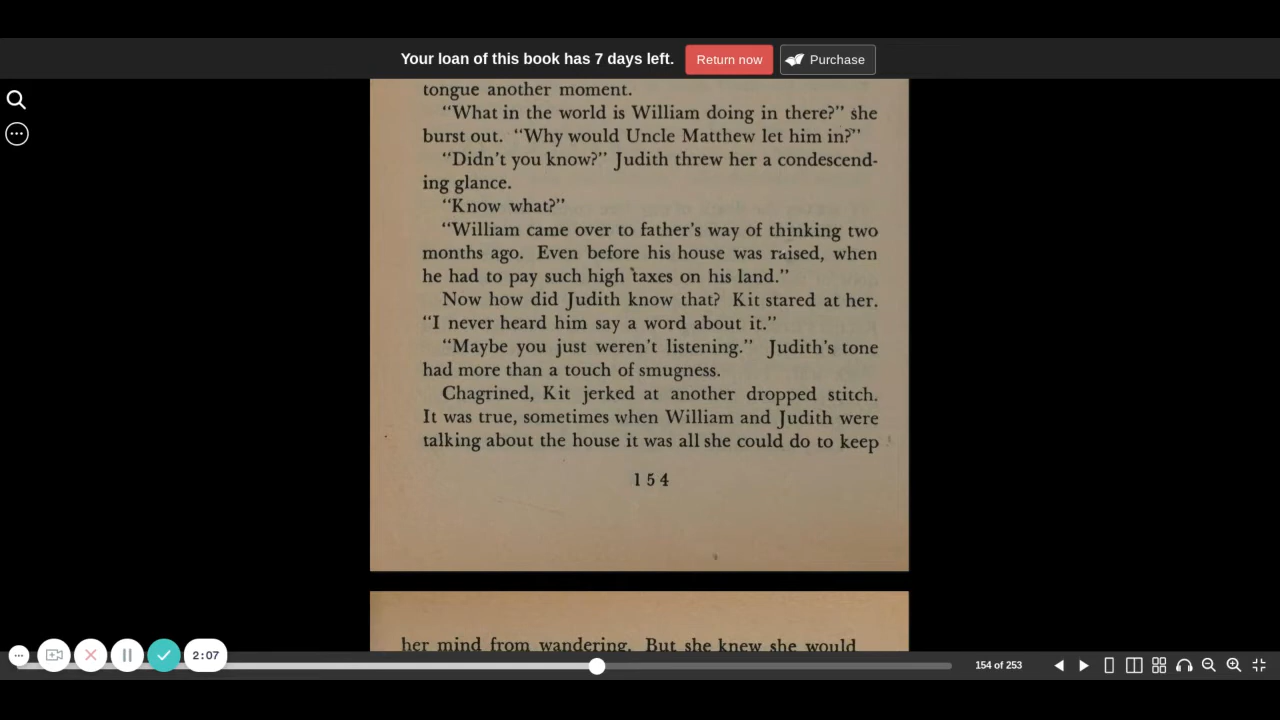 Your loan of this book has 7 days left. Return now Purchase
tongue another moment.
"What in the world is William doing in there?" she
burst out. "Why would Uncle Matthew let him in?"
"Didn't you know?" Judith threw her a condescend-
ing glance.
"Know what?"
"William came over to father's way of thinking two
months ago. Even before his house was raised, when
he had to pay such high taxes on his land."
Now how did Judith know that? Kit stared at her.
"I never heard him say a word about it."
"Maybe you just weren't listening." Judith's tone
had more than a touch of smugness.
Chagrined, Kit jerked at another dropped stitch.
It was true, sometimes when William and Judith were
talking about the house it was all she could do to keep
154
her mind from wandering. But she knew she would
2:07
154 of 253